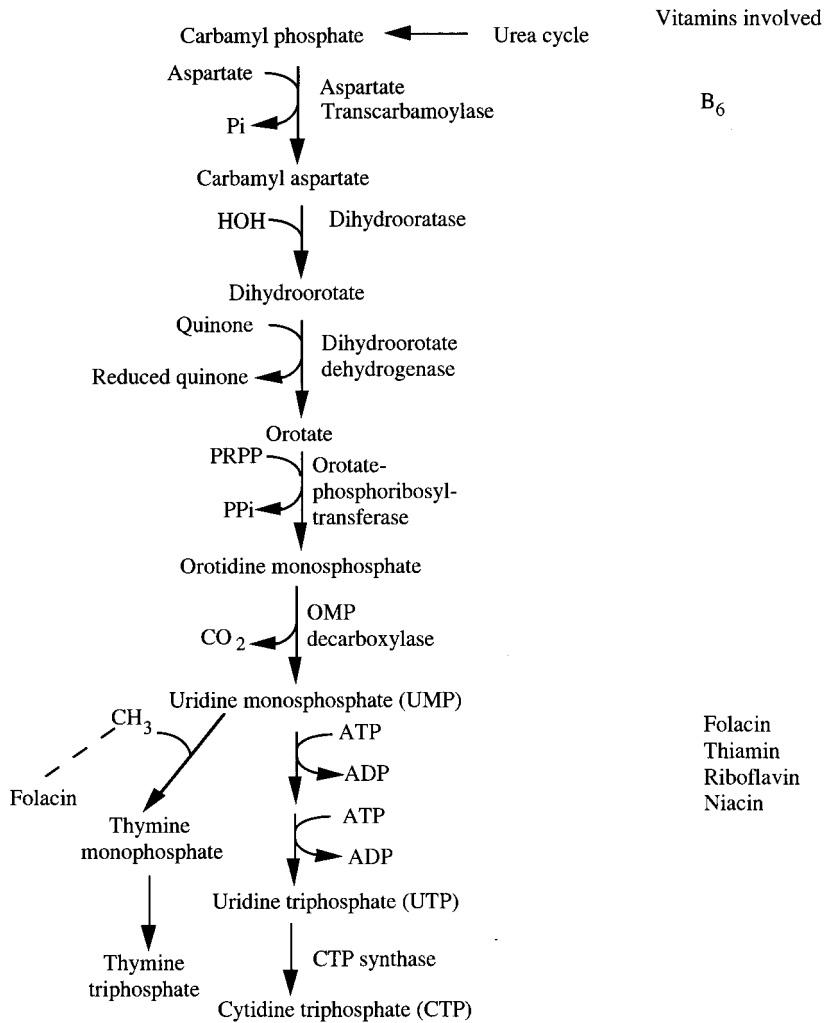 Vitamins involved
Carbamyl phosphate
Urea cycle
Aspartate
Aspartate
Transcarbamoylase
B6
Pi
Carbamyl aspartate
HOH
Dihydrooratase
Dihydroorotate
Quinone
Dihydroorotate
dehydrogenase
Reduced quinone
Orotate
PRPP
Orotate-
phosphoribosyl-
transferase
PPi
Orotidine monosphosphate
OMP
decarboxylase
CO2
Uridine monosphosphate (UMP)
CH3
ATP
ADP
Folacin
Thiamin
Riboflavin
Niacin
Folacin
Thymine
monophosphate
ATP
ADP
Uridine triphosphate (UTP)
CTP synthase
Thymine
triphosphate
Cytidine triphosphate (CTP)